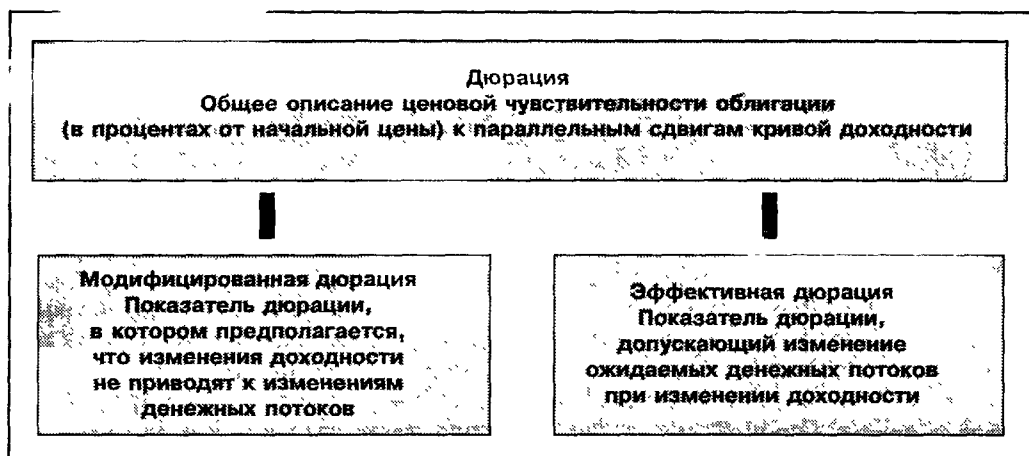 Дюрация
Общее описание ценовой чувствительности облигации
(в процентах от начальной цены) к параллельным сдвигам кривой доходности
Модифицированная дюрация
Показатель дюрации,
в котором предполагается,
что изменения доходности
не приводят к изменениям
денежных потоков
Эффективная дюрация
Показатель дюрации,
допускающий изменение
ожидаемых денежных потоков
при изменении доходности